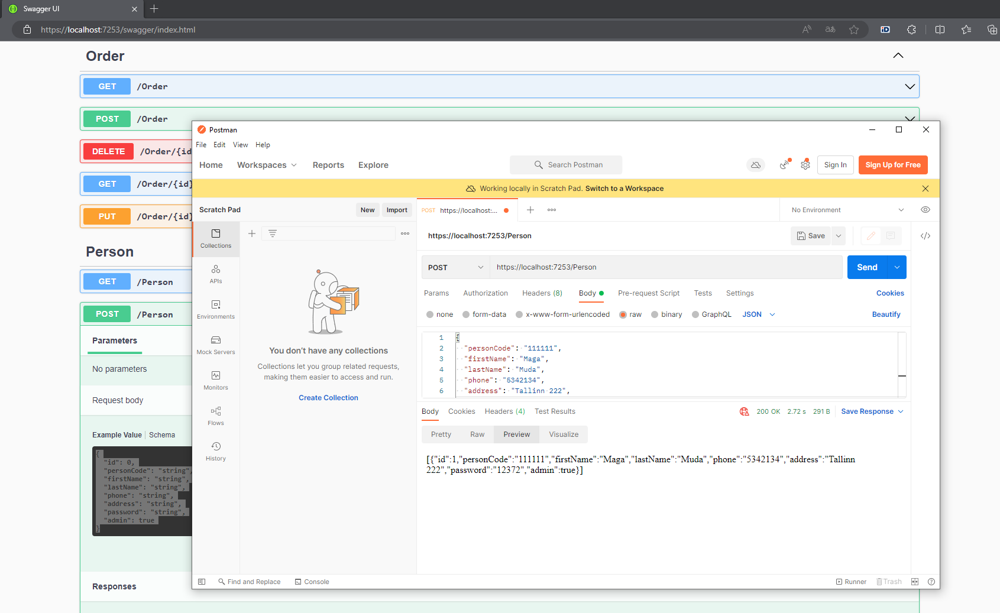 Swagger UI
https://localhost:7253/swagger/index.html
Order
GET /Order
POST /Order
DELETE /Order/{id
GET /Order/{id}
PUT /Order/{id}
Person
GET /Person
POST /Person
Parameters
No parameters
Request body
Example Value Schema
{
"id": 0,
"personCode": "string",
"firstName": "string",
"lastName": "string",
"phone": "string",
"address": "string",
"password": "string",
"admin": true
}
Responses
Postman
File Edit View Help
Home Workspaces Reports Explore Search Postman Sign In Sign Up for Free
Working locally in Scratch Pad. Switch to a Workspace
Scratch Pad New Import
Collections
APIs
Environments
Mock Servers
Monitors
Flows
History
You don't have any collections
Collections let you group related requests,
making them easier to access and run.
Create Collection
POST https://localhost:... No Environment
https://localhost:7253/Person Save
POST https://localhost:7253/Person Send
Params Authorization Headers (8) Body Pre-request Script Tests Settings Cookies
none form-data x-www-form-urlencoded raw binary GraphQL JSON Beautify
1 {
2 "personCode": "111111",
3 "firstName": "Maga",
4 "lastName": "Muda",
5 "phone": "5342134",
6 "address": "Tallinn 222",
Body Cookies Headers (4) Test Results 200 OK 2.72 s 291 B Save Response
Pretty Raw Preview Visualize
[{"id":1,"personCode":"111111","firstName":"Maga","lastName":"Muda","phone":"5342134","address":"Tallinn
222","password":"12372","admin":true}]
Find and Replace Console Runner Trash